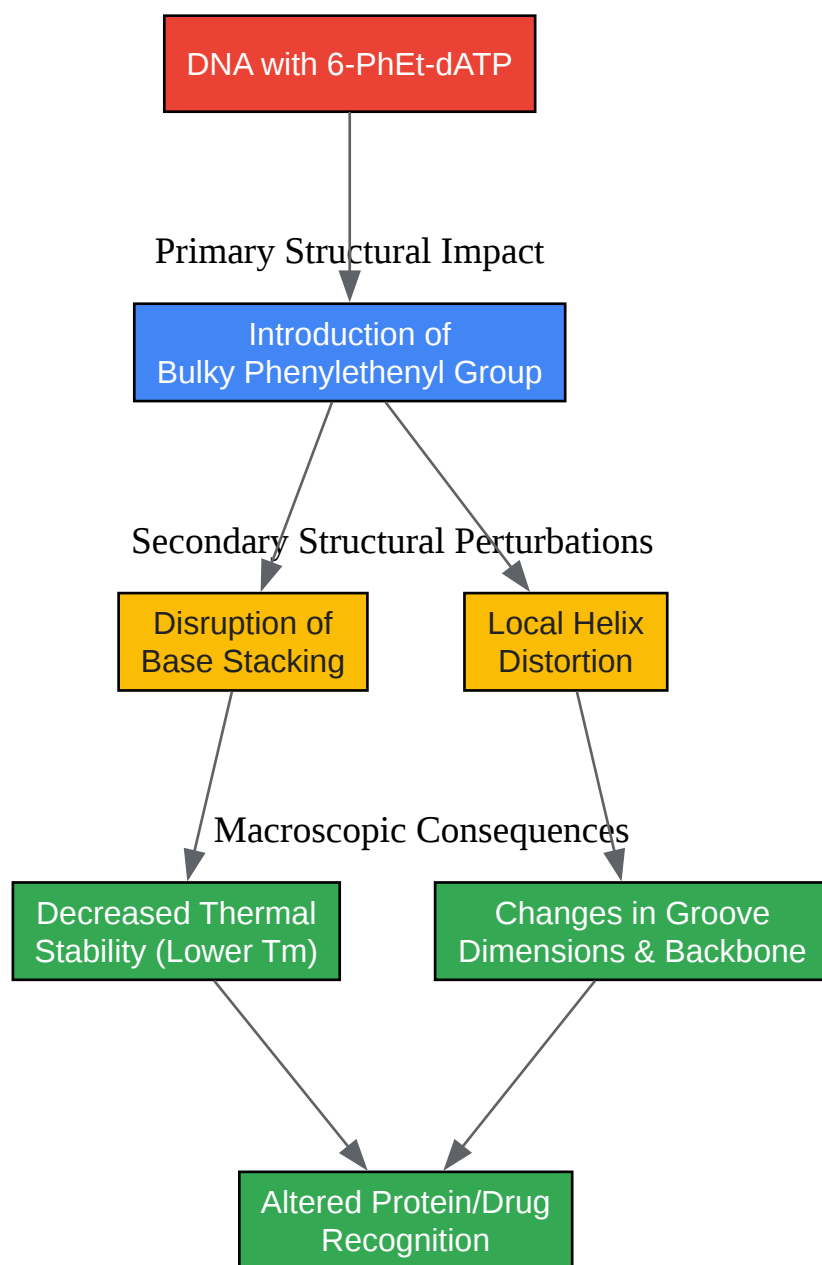 DNA with 6-PhEt-dATP
Primary Structural Impact
Introduction of
Bulky Phenylethenyl Group
Secondary Structural Perturbations
Disruption of
Base Stacking
Local Helix
Distortion
Macroscopic Consequences
Decreased Thermal
Stability (Lower Tm)
Changes in Groove
Dimensions & Backbone
Altered Protein/Drug
Recognition